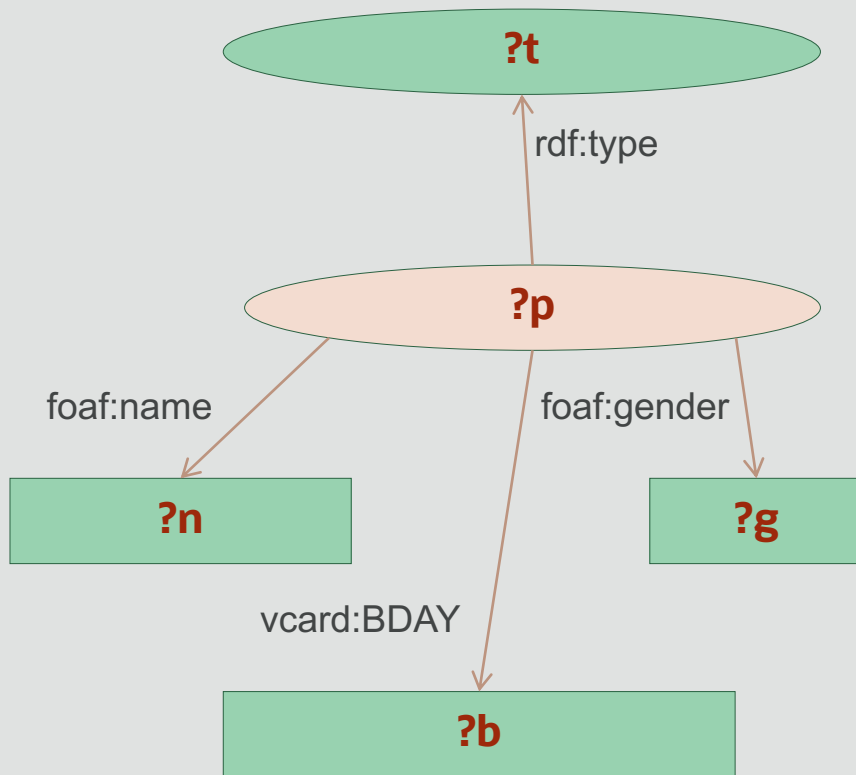 ?t
rdf:type
?p
foaf:name
foaf:gender
?n
?g
vcard:BDAY
?b